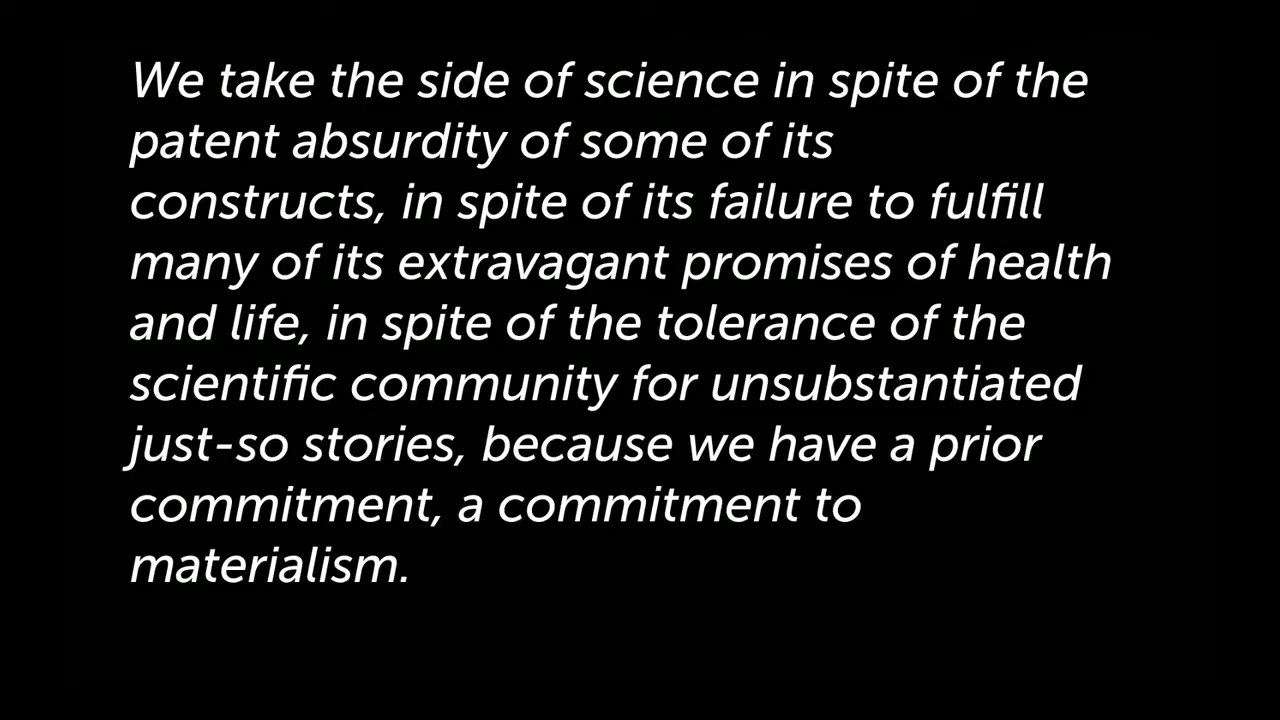 We take the side of science in spite of the
patent absurdity of some of its
constructs, in spite of its failure to fulfill
many of its extravagant promises of health
and life, in spite of the tolerance of the
scientific community for unsubstantiated
just-so stories, because we have a prior
commitment, a commitment to
materialism.